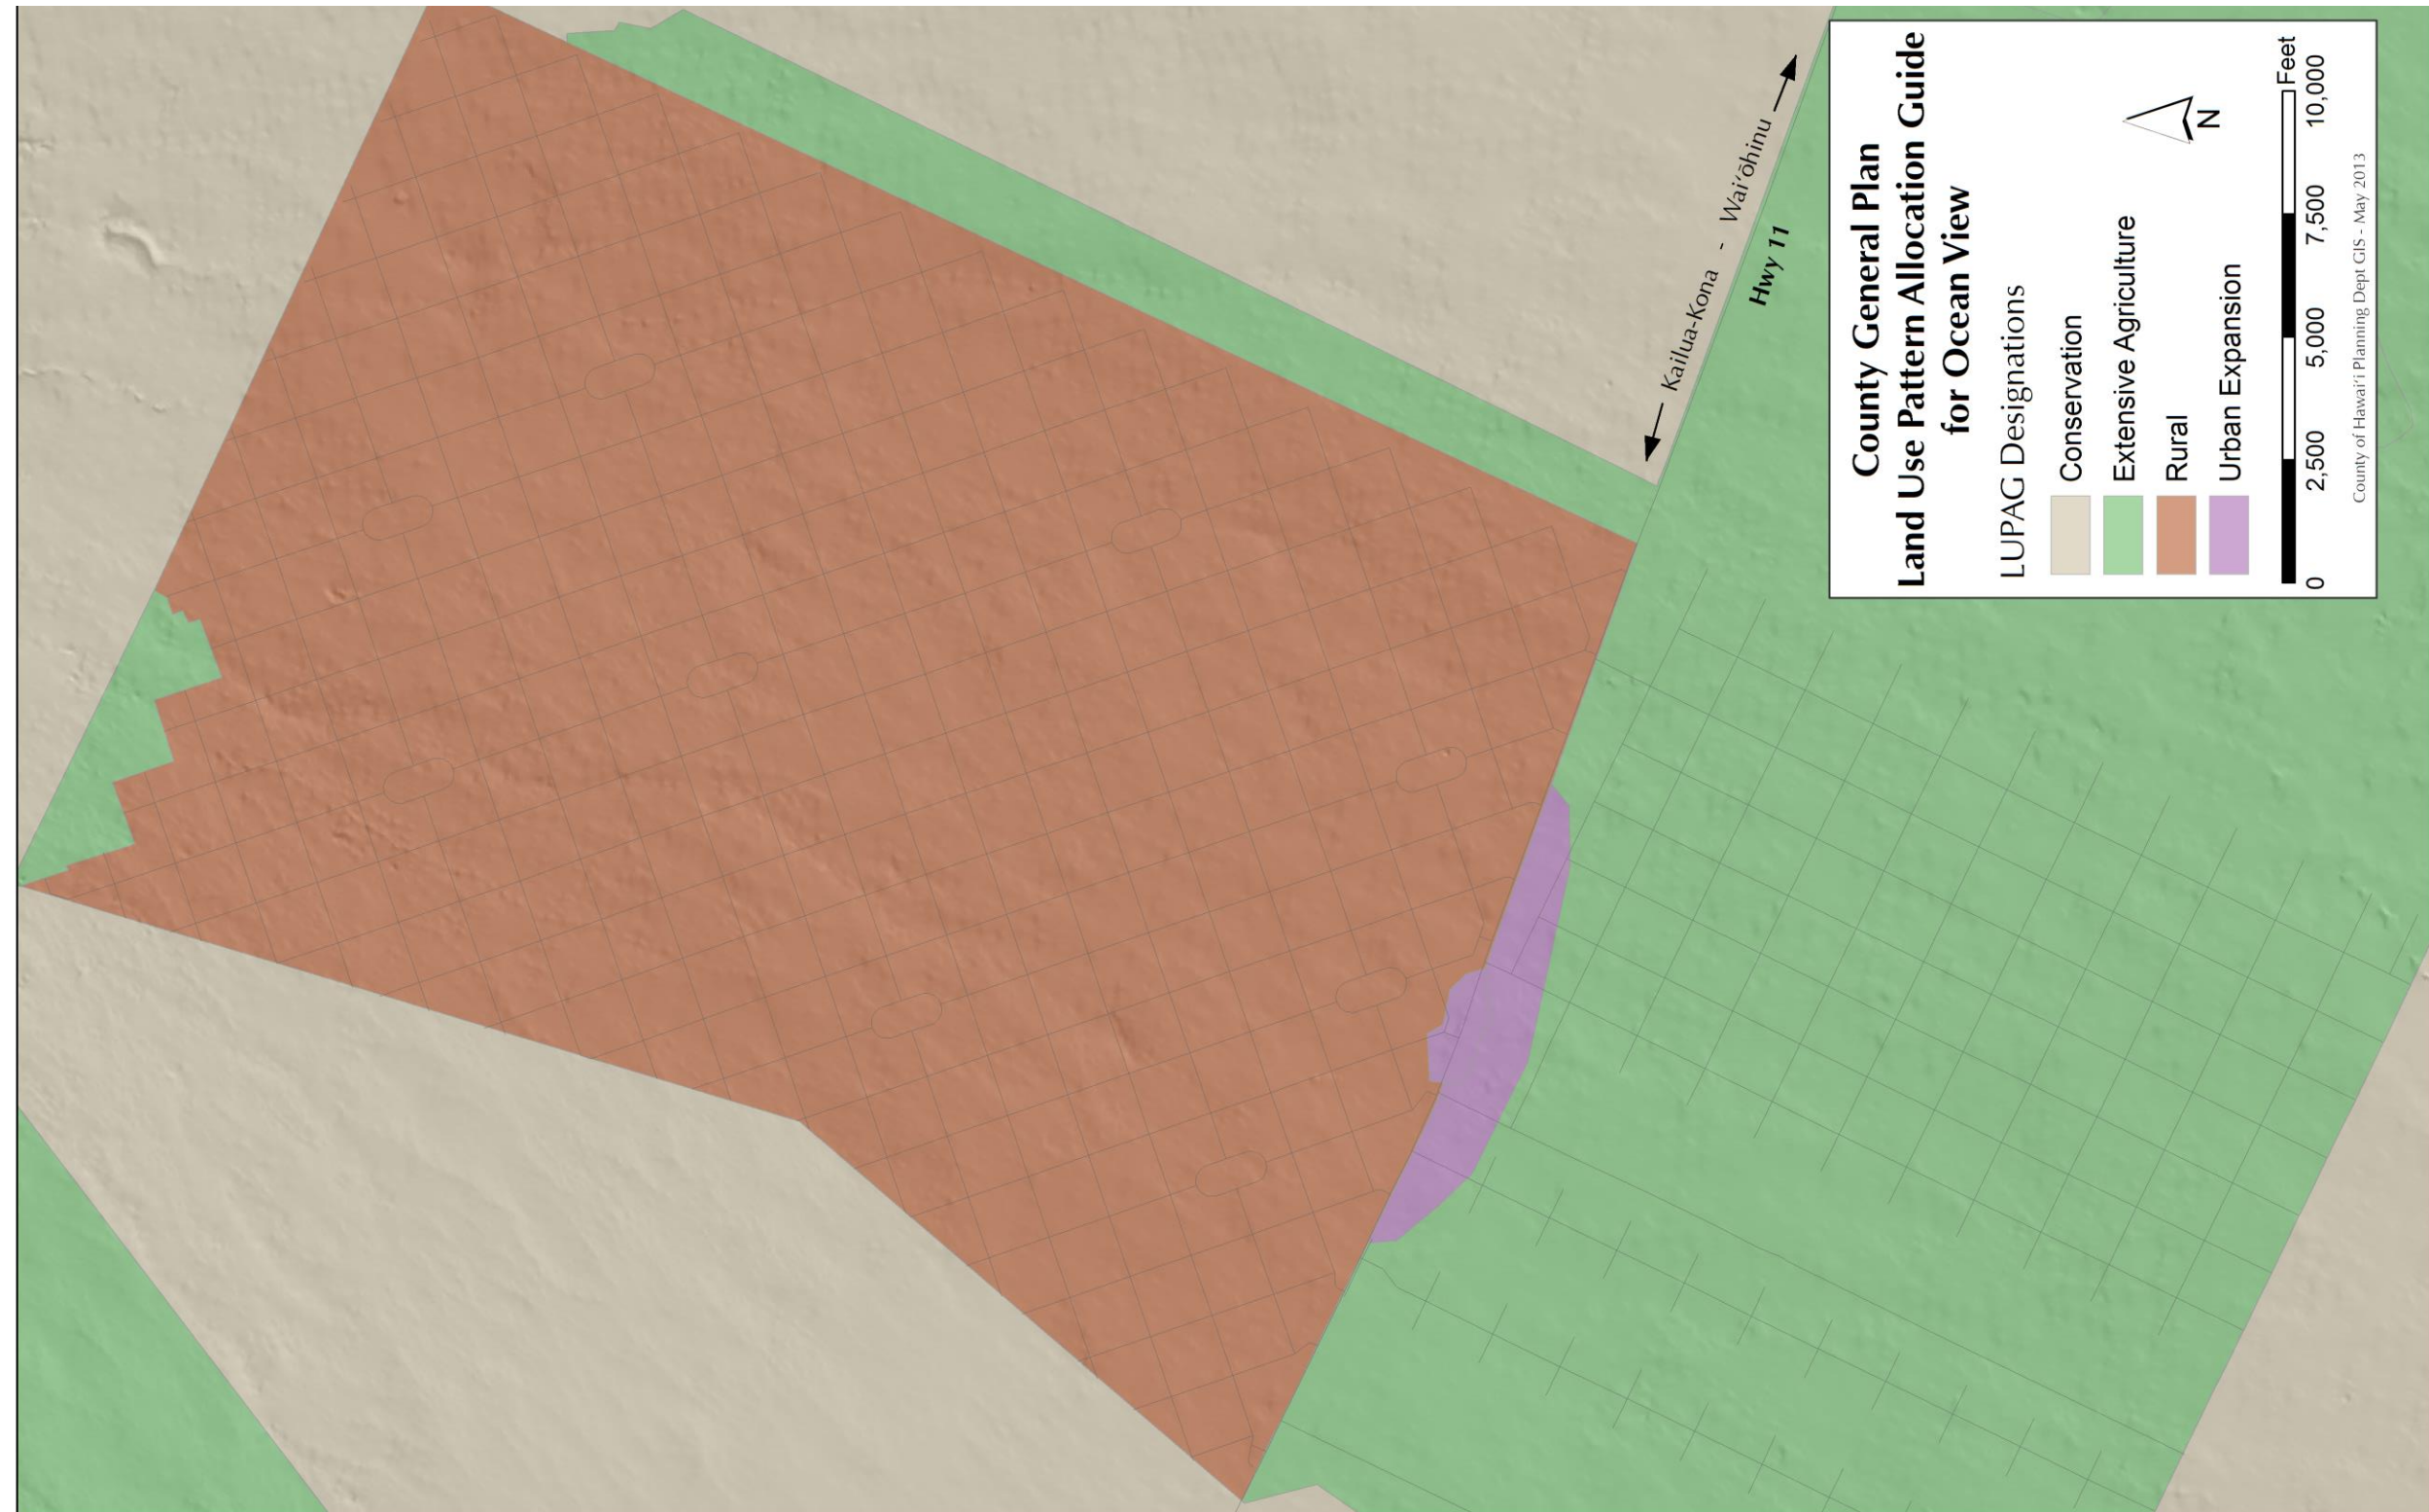 Kailua-Kona - Wai‘ōhinu
Hwy 11
County General Plan
Land Use Pattern Allocation Guide
for Ocean View
LUPAG Designations
Conservation
Extensive Agriculture
Rural
Urban Expansion
N
0 2,500 5,000 7,500 10,000
Feet
County of Hawai‘i Planning Dept GIS - May 2013